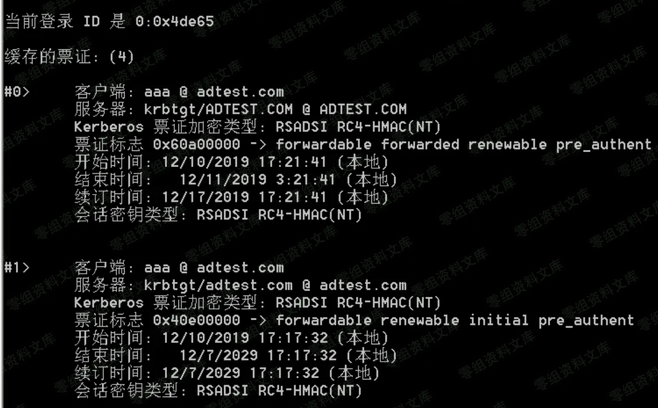 当前登录 ID 是 0:0x4de65
缓存的票证: (4)
#0> 客户端: aaa @ adtest.com
服务器: krbtgt/ADTEST.COM @ ADTEST.COM
Kerberos 票证加密类型: RSADSI RC4-HMAC(NT)
票证标志 0x60a00000 -> forwardable forwarded renewable pre_authent
开始时间: 12/10/2019 17:21:41 (本地)
结束时间: 12/11/2019 3:21:41 (本地)
续订时间: 12/17/2019 17:21:41 (本地)
会话密钥类型: RSADSI RC4-HMAC(NT)
#1> 客户端: aaa @ adtest.com
服务器: krbtgt/adtest.com @ adtest.com
Kerberos 票证加密类型: RSADSI RC4-HMAC(NT)
票证标志 0x40e00000 -> forwardable renewable initial pre_authent
开始时间: 12/10/2019 17:17:32 (本地)
结束时间: 12/7/2029 17:17:32 (本地)
续订时间: 12/7/2029 17:17:32 (本地)
会话密钥类型: RSADSI RC4-HMAC(NT)
零组资料文库